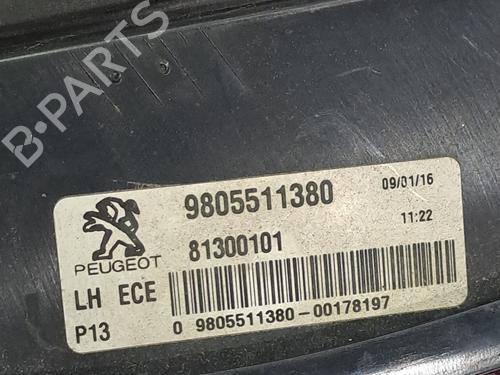 B-PARTS
9805511380
09/01/16
81300101
11:22
PEUGEOT
LH ECE
P13
0 9805511380-00178197